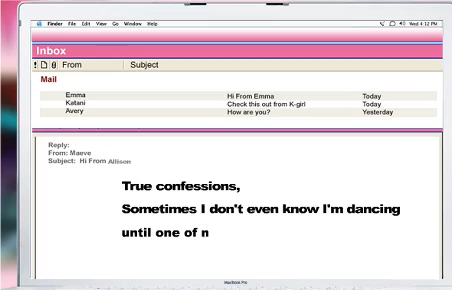 Finder File Edit View Go Window Help Wed 4:12 PM
Inbox
! From Subject
Mail
Emma Hi From Emma Today
Katani Check this out from K-girl Today
Avery How are you? Yesterday
Reply:
From: Maeve
Subject: Hi From Allison
True confessions,
Sometimes I don't even know I'm dancing
until one of n
MacBook Pro